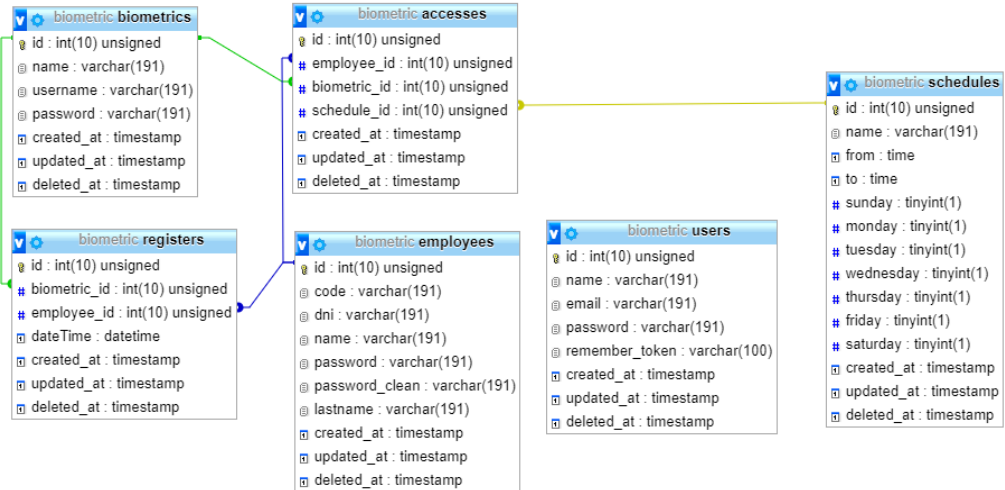 biometric biometrics
id : int(10) unsigned
name : varchar(191)
username : varchar(191)
password : varchar(191)
created_at : timestamp
updated_at : timestamp
deleted_at : timestamp
biometric accesses
id : int(10) unsigned
employee_id : int(10) unsigned
biometric_id : int(10) unsigned
schedule_id : int(10) unsigned
created_at : timestamp
updated_at : timestamp
deleted_at : timestamp
biometric schedules
id : int(10) unsigned
name : varchar(191)
from : time
to : time
sunday : tinyint(1)
monday : tinyint(1)
tuesday : tinyint(1)
wednesday : tinyint(1)
thursday : tinyint(1)
friday : tinyint(1)
saturday : tinyint(1)
created_at : timestamp
updated_at : timestamp
deleted_at : timestamp
biometric registers
id : int(10) unsigned
biometric_id : int(10) unsigned
employee_id : int(10) unsigned
dateTime : datetime
created_at : timestamp
updated_at : timestamp
deleted_at : timestamp
biometric employees
id : int(10) unsigned
code : varchar(191)
dni : varchar(191)
name : varchar(191)
password : varchar(191)
password_clean : varchar(191)
lastname : varchar(191)
created_at : timestamp
updated_at : timestamp
deleted_at : timestamp
biometric users
id : int(10) unsigned
name : varchar(191)
email : varchar(191)
password : varchar(191)
remember_token : varchar(100)
created_at : timestamp
updated_at : timestamp
deleted_at : timestamp